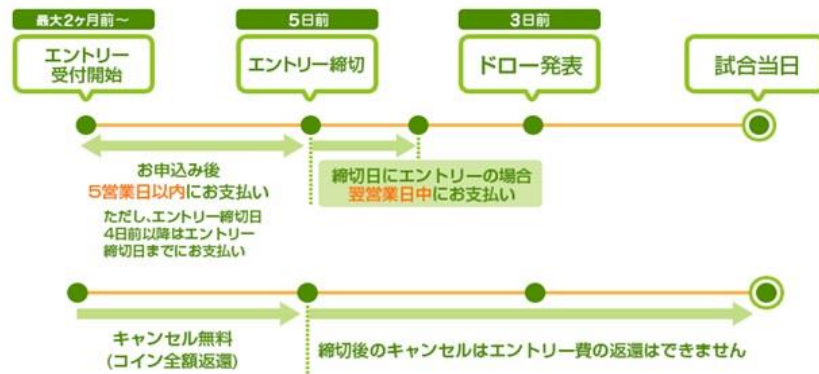 最大2ヶ月前～
エントリー
受付開始
5日前
エントリー締切
3日前
ドロー発表
試合当日
お申込み後
5営業日以内にお支払い
ただし、エントリー締切日
4日前以降はエントリー
締切日までにお支払い
締切日にエントリーの場合
翌営業日中にお支払い
キャンセル無料
(コイン全額返還)
締切後のキャンセルはエントリー費の返還はできません